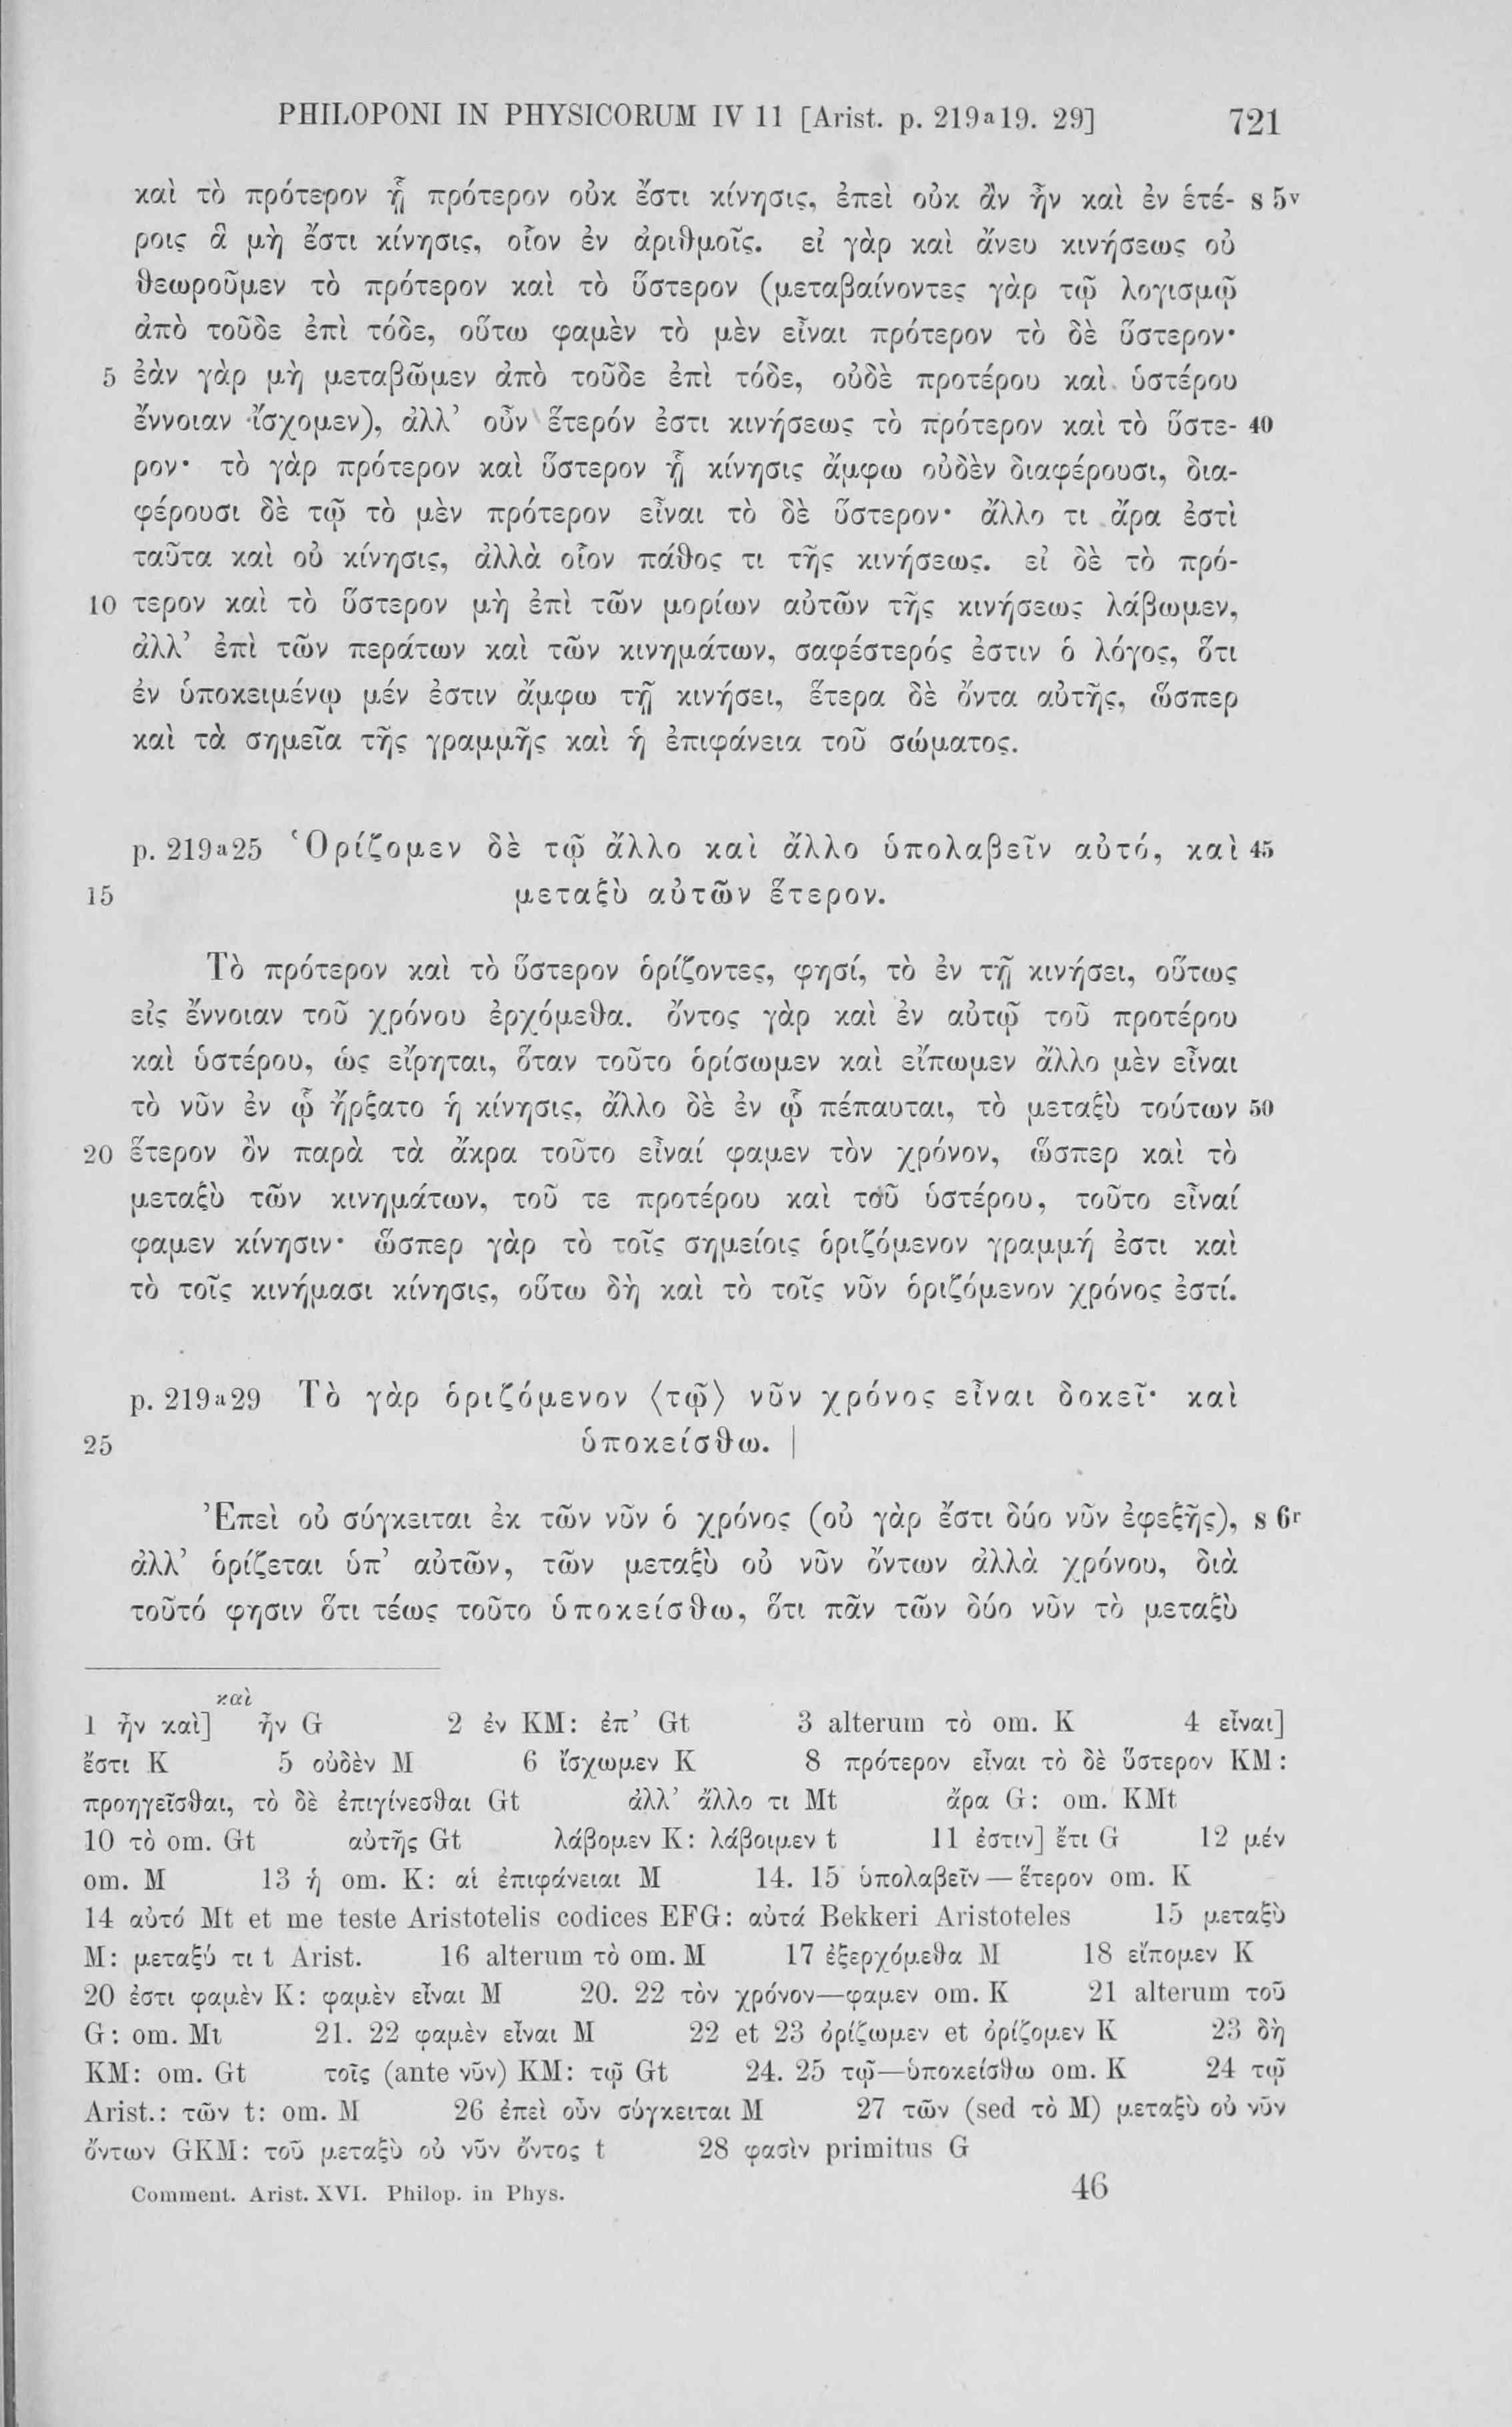 PHILOPONI IN PHYSICORUM IV 11 [Arist. p. 219a19. 29] 721
καὶ τὸ πρότερον ᾗ πρότερον οὐκ ἔστι κίνησις, ἐπεὶ οὐκ ἂν ἦν καὶ ἐν ἑτέ- s 5v
ροις ἃ μὴ ἔστι κίνησις, οἷον ἐν ἀριθμοῖς. εἰ γὰρ καὶ ἄνευ κινήσεως οὐ
θεωροῦμεν τὸ πρότερον καὶ τὸ ὕστερον (μεταβαίνοντες γὰρ τῷ λογισμῷ
ἀπὸ τοῦδε ἐπὶ τόδε, οὕτω φαμὲν τὸ μὲν εἶναι πρότερον τὸ δὲ ὕστερον·
5 ἐὰν γὰρ μὴ μεταβῶμεν ἀπὸ τοῦδε ἐπὶ τόδε, οὐδὲ προτέρου καὶ ὑστέρου
ἔννοιαν ἴσχομεν), ἀλλ’ οὖν ἕτερόν ἐστι κινήσεως τὸ πρότερον καὶ τὸ ὕστε- 40
ρον· τὸ γὰρ πρότερον καὶ ὕστερον ᾗ κίνησις ἄμφω οὐδὲν διαφέρουσι, δια-
φέρουσι δὲ τῷ τὸ μὲν πρότερον εἶναι τὸ δὲ ὕστερον· ἄλλο τι ἄρα ἐστὶ
ταῦτα καὶ οὐ κίνησις, ἀλλὰ οἷον πάθος τι τῆς κινήσεως. εἰ δὲ τὸ πρό-
10 τερον καὶ τὸ ὕστερον μὴ ἐπὶ τῶν μορίων αὐτῶν τῆς κινήσεως λάβωμεν,
ἀλλ’ ἐπὶ τῶν περάτων καὶ τῶν κινημάτων, σαφέστερός ἐστιν ὁ λόγος, ὅτι
ἐν ὑποκειμένῳ μέν ἐστιν ἄμφω τῇ κινήσει, ἕτερα δὲ ὄντα αὐτῆς, ὥσπερ
καὶ τὰ σημεῖα τῆς γραμμῆς καὶ ἡ ἐπιφάνεια τοῦ σώματος.
p. 219a25 Ὁρίζομεν δὲ τῷ ἄλλο καὶ ἄλλο ὑπολαβεῖν αὐτό, καὶ 45
15 μεταξὺ αὐτῶν ἕτερον.
Τὸ πρότερον καὶ τὸ ὕστερον ὁρίζοντες, φησί, τὸ ἐν τῇ κινήσει, οὕτως
εἰς ἔννοιαν τοῦ χρόνου ἐρχόμεθα. ὄντος γὰρ καὶ ἐν αὐτῷ τοῦ προτέρου
καὶ ὑστέρου, ὡς εἴρηται, ὅταν τοῦτο ὁρίσωμεν καὶ εἴπωμεν ἄλλο μὲν εἶναι
τὸ νῦν ἐν ᾧ ἤρξατο ἡ κίνησις, ἄλλο δὲ ἐν ᾧ πέπαυται, τὸ μεταξὺ τούτων 50
20 ἕτερον ὂν παρὰ τὰ ἄκρα τοῦτο εἶναί φαμεν τὸν χρόνον, ὥσπερ καὶ τὸ
μεταξὺ τῶν κινημάτων, τοῦ τε προτέρου καὶ τοῦ ὑστέρου, τοῦτο εἶναί
φαμεν κίνησιν· ὥσπερ γὰρ τὸ τοῖς σημείοις ὁριζόμενον γραμμή ἐστι καὶ
τὸ τοῖς κινήμασι κίνησις, οὕτω δὴ καὶ τὸ τοῖς νῦν ὁριζόμενον χρόνος ἐστί.
p. 219a29 Τὸ γὰρ ὁριζόμενον ⟨τῷ⟩ νῦν χρόνος εἶναι δοκεῖ· καὶ
25 ὑποκείσθω. |
Ἐπεὶ οὐ σύγκειται ἐκ τῶν νῦν ὁ χρόνος (οὐ γὰρ ἔστι δύο νῦν ἐφεξῆς), s 6r
ἀλλ’ ὁρίζεται ὑπ’ αὐτῶν, τῶν μεταξὺ οὐ νῦν ὄντων ἀλλὰ χρόνου, διὰ
τοῦτό φησιν ὅτι τέως τοῦτο ὑποκείσθω, ὅτι πᾶν τῶν δύο νῦν τὸ μεταξὺ
καὶ
1 ἦν καὶ] ἦν G 2 ἐν KM: ἐπ’ Gt 3 alterum τὸ om. K 4 εἶναι]
ἔστι K 5 οὐδὲν M 6 ἴσχωμεν K 8 πρότερον εἶναι τὸ δὲ ὕστερον KM:
προηγεῖσθαι, τὸ δὲ ἐπιγίνεσθαι Gt ἀλλ’ ἄλλο τι Mt ἄρα G: om. KMt
10 τὸ om. Gt αὐτῆς Gt λάβομεν K: λάβοιμεν t 11 ἐστιν] ἔτι G 12 μέν
om. M 13 ἡ om. K: αἱ ἐπιφάνειαι M 14. 15 ὑπολαβεῖν — ἕτερον om. K
14 αὐτό Mt et me teste Aristotelis codices EFG: αὐτά Bekkeri Aristoteles 15 μεταξὺ
M: μεταξύ τι t Arist. 16 alterum τὸ om. M 17 ἐξερχόμεθα M 18 εἴπομεν K
20 ἐστι φαμὲν K: φαμὲν εἶναι M 20. 22 τὸν χρόνον—φαμεν om. K 21 alterum τοῦ
G: om. Mt 21. 22 φαμὲν εἶναι M 22 et 23 ὁρίζωμεν et ὁρίζομεν K 23 δὴ
KM: om. Gt τοῖς (ante νῦν) KM: τῷ Gt 24. 25 τῷ—ὑποκείσθω om. K 24 τῷ
Arist.: τῶν t: om. M 26 ἐπεὶ οὖν σύγκειται M 27 τῶν (sed τὸ M) μεταξὺ οὐ νῦν
ὄντων GKM: τοῦ μεταξὺ οὐ νῦν ὄντος t 28 φασὶν primitus G
Comment. Arist. XVI. Philop. in Phys. 46